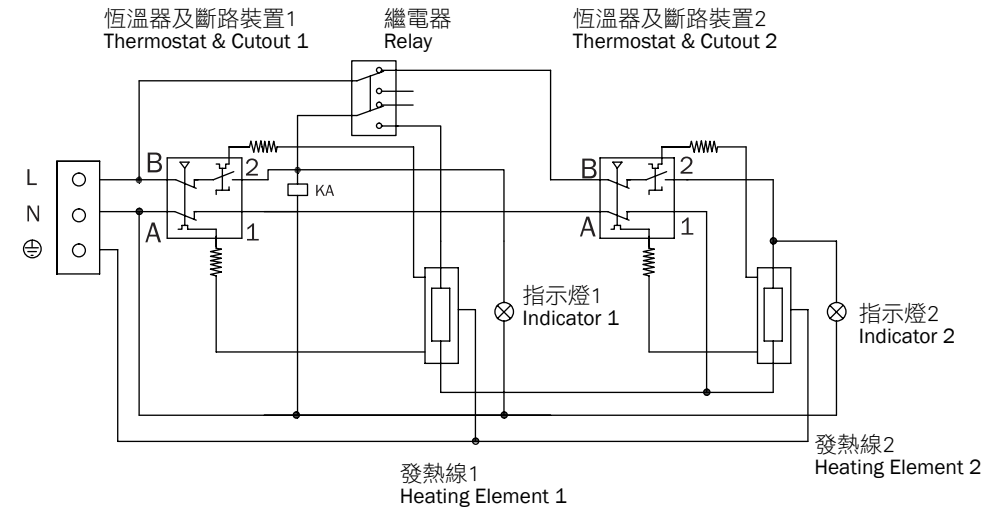 恆溫器及斷路裝置1
Thermostat & Cutout 1
繼電器
Relay
恆溫器及斷路裝置2
Thermostat & Cutout 2
B
2
B
2
L
KA
N
A
1
A
1
指示燈1
Indicator 1
指示燈2
Indicator 2
發熱線1
Heating Element 1
發熱線2
Heating Element 2